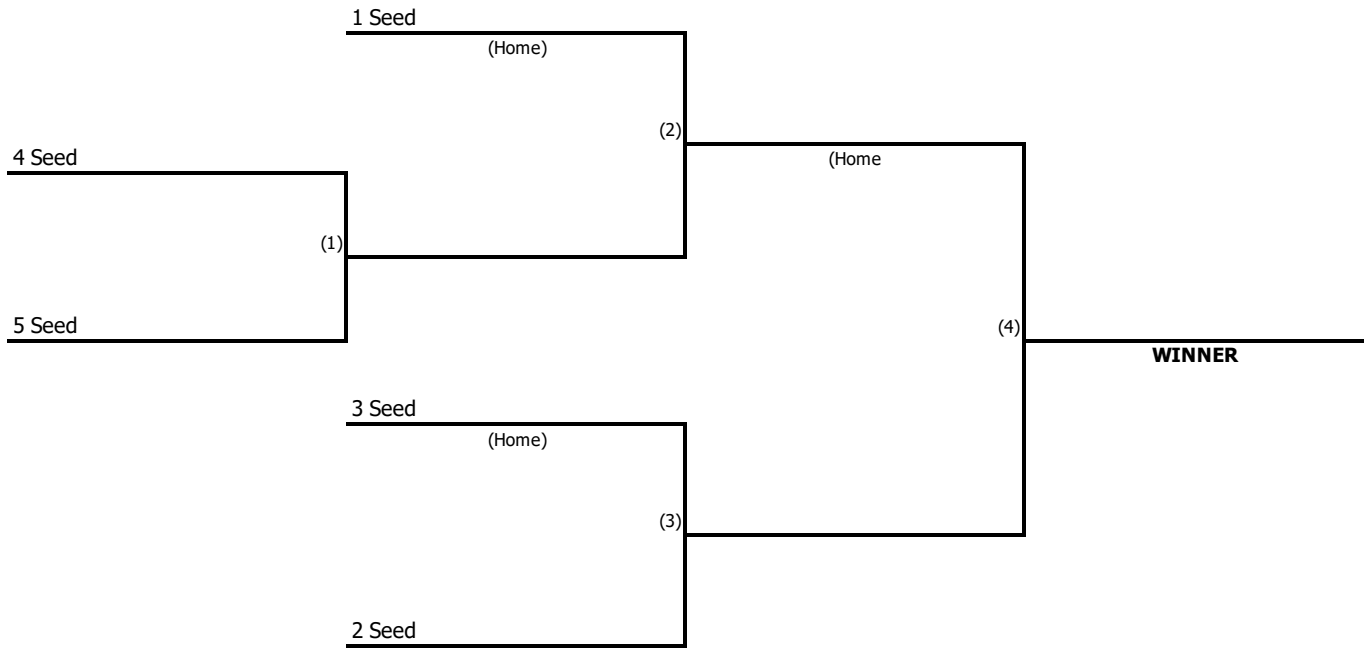 1 Seed
(Home)
(2)
4 Seed
(Home
(1)
5 Seed
(4)
WINNER
3 Seed
(Home)
(3)
2 Seed